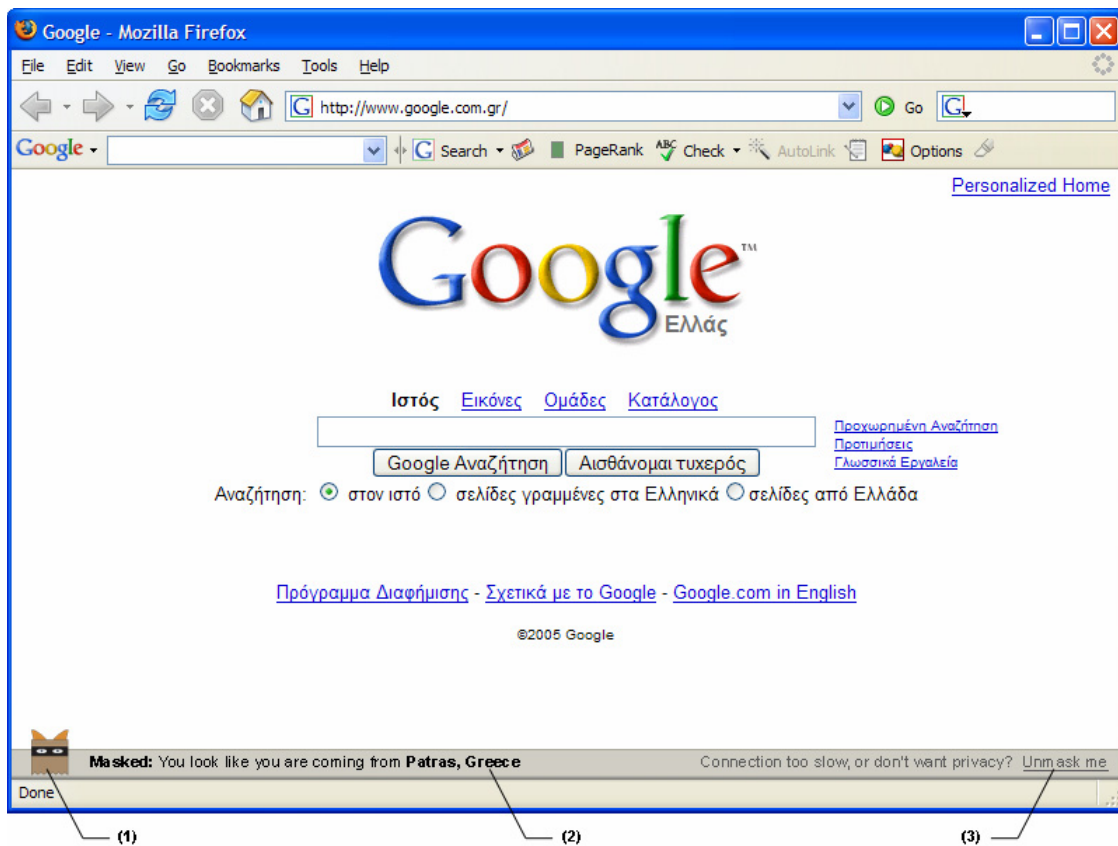 Google - Mozilla Firefox
File Edit View Go Bookmarks Tools Help
http://www.google.com.gr/ Go G
Google Search PageRank ABC Check AutoLink Options
Personalized Home
Google™
Ελλάς
Ιστός Εικόνες Ομάδες Κατάλογος
Προχωρημένη Αναζήτηση
Προτιμήσεις
Γλωσσικά Εργαλεία
Google Αναζήτηση Αισθάνομαι τυχερός
Αναζήτηση: στον ιστό σελίδες γραμμένες στα Ελληνικά σελίδες από Ελλάδα
Πρόγραμμα Διαφήμισης - Σχετικά με το Google - Google.com in English
©2005 Google
Masked: You look like you are coming from Patras, Greece Connection too slow, or don't want privacy? Unmask me
Done
(1) (2) (3)